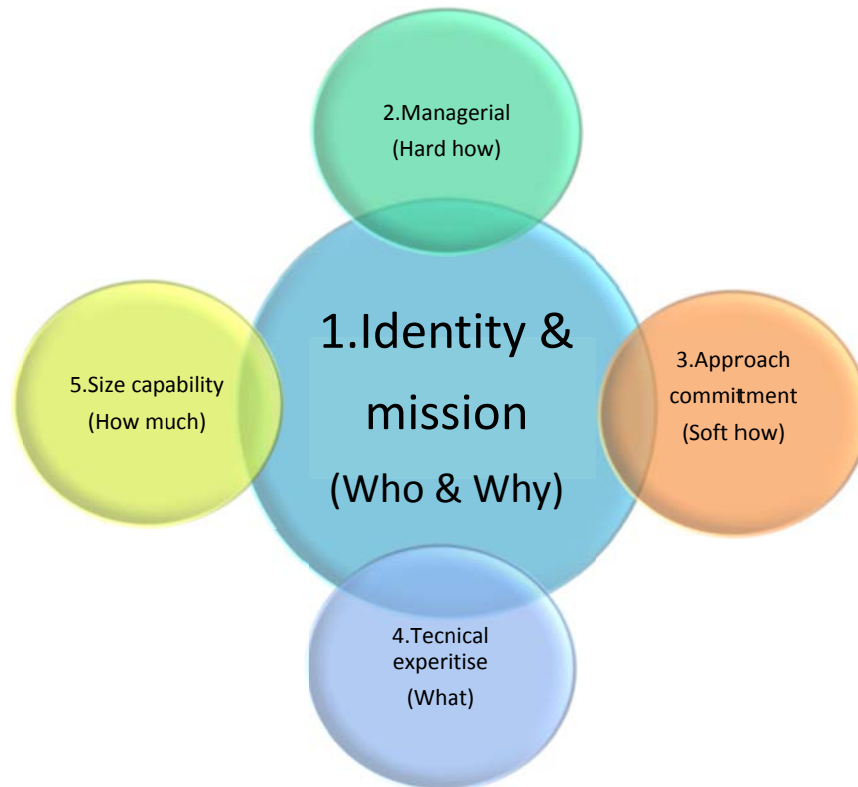 2.Managerial
(Hard how)
1.Identity &
mission
(Who & Why)
3.Approach
commitment
(Soft how)
4.Tecnical
experitise
(What)
5.Size capability
(How much)